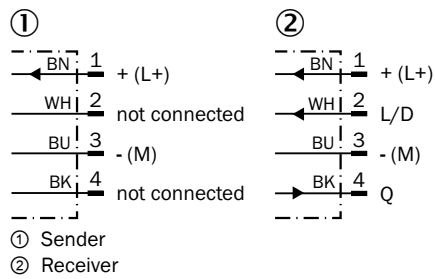 ① ②
BN 1 + (L+) BN 1 + (L+)
WH 2 not connected WH 2 L/D
BU 3 - (M) BU 3 - (M)
BK 4 not connected BK 4 Q
① Sender
② Receiver